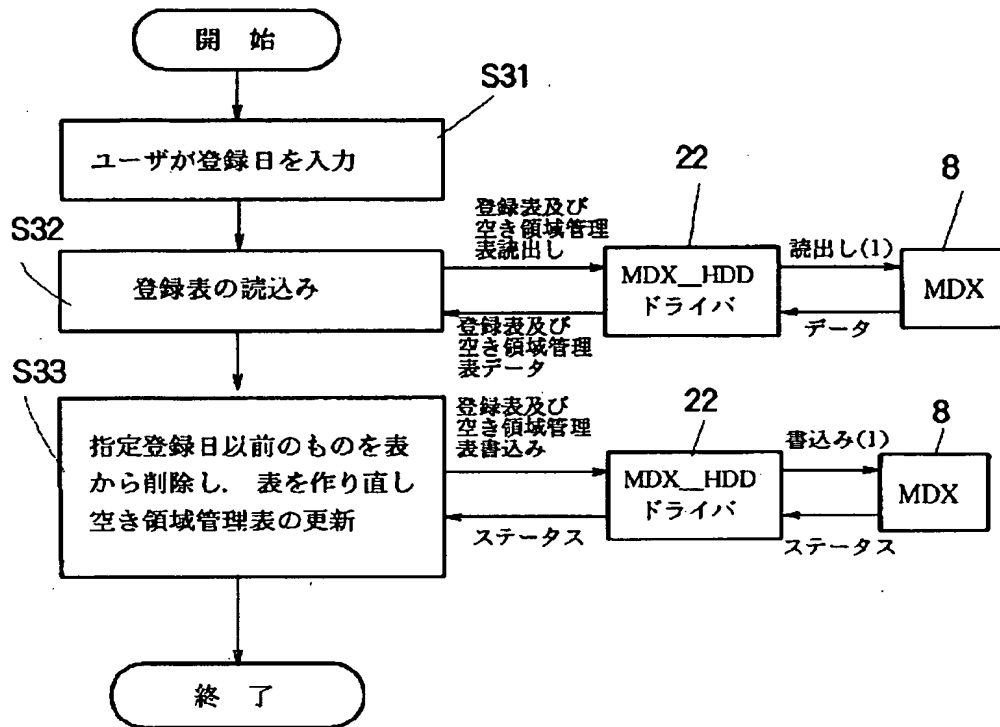 開 始
S31
ユーザが登録日を入力
S32
登録表の読込み
登録表及び
空き領域管理
表読出し
22
MDX__HDD
ドライバ
読出し(1)
8
MDX
データ
登録表及び
空き領域管理
表データ
S33
指定登録日以前のものを表
から削除し. 表を作り直し
空き領域管理表の更新
登録表及び
空き領域管理
表書込み
22
MDX__HDD
ドライバ
書込み(1)
8
MDX
ステータス
ステータス
終 了